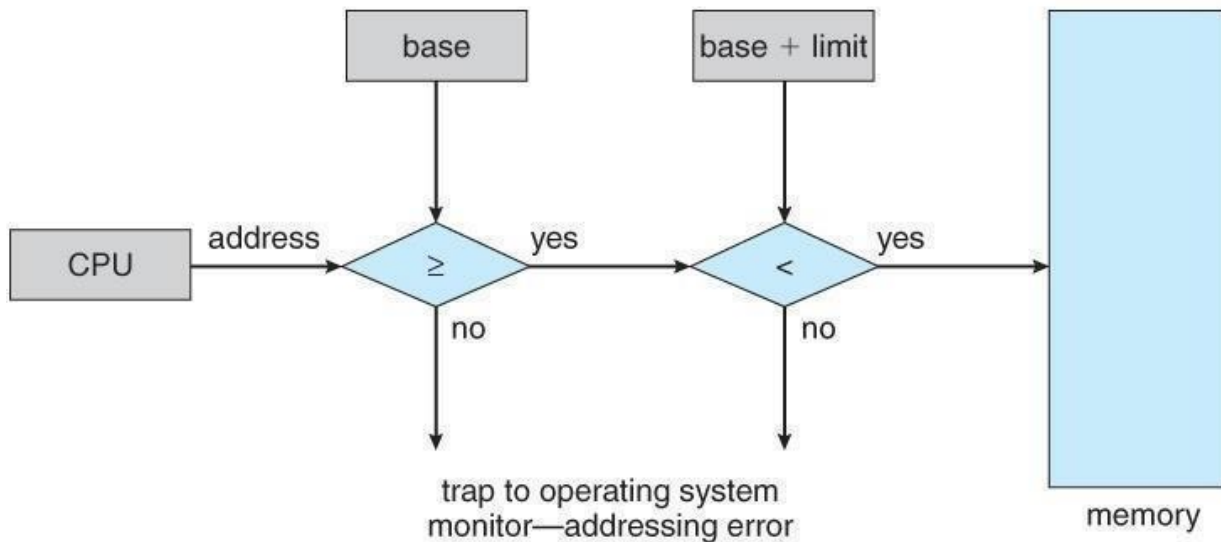 base
base + limit
CPU
address
≥
yes
<
yes
no
no
trap to operating system
monitor—addressing error
memory